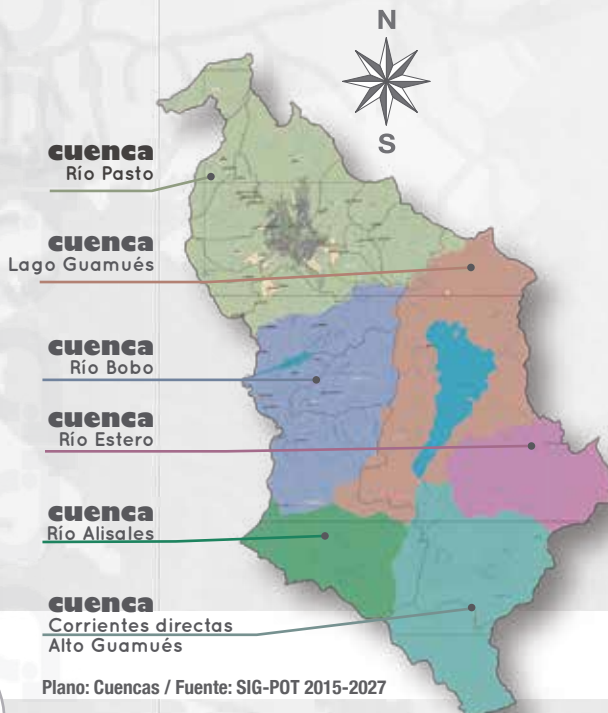 N
S
cuenca
Río Pasto
cuenca
Lago Guamués
cuenca
Río Bobo
cuenca
Río Estero
cuenca
Río Alisales
cuenca
Corrientes directas
Alto Guamués
Plano: Cuencas / Fuente: SIG-POT 2015-2027